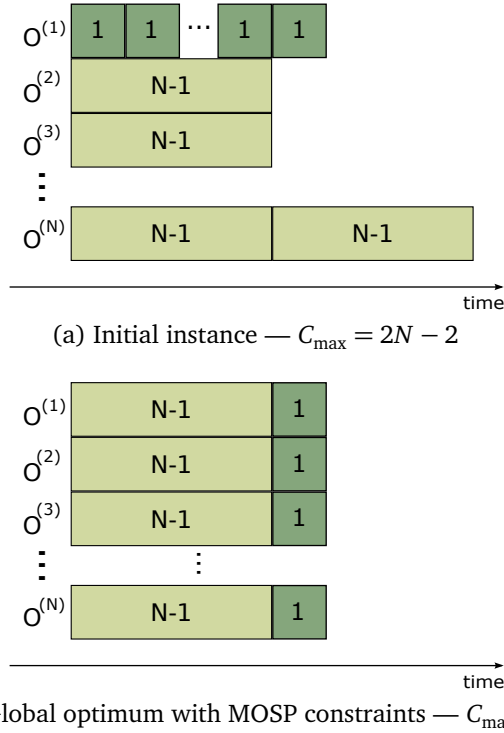 O(1) 1 1 ... 1 1
O(2) N-1
O(3) N-1
O(N) N-1 N-1
time
(a) Initial instance — Cmax = 2N − 2
O(1) N-1 1
O(2) N-1 1
O(3) N-1 1
O(N) N-1 1
time
lobal optimum with MOSP constraints — Cma